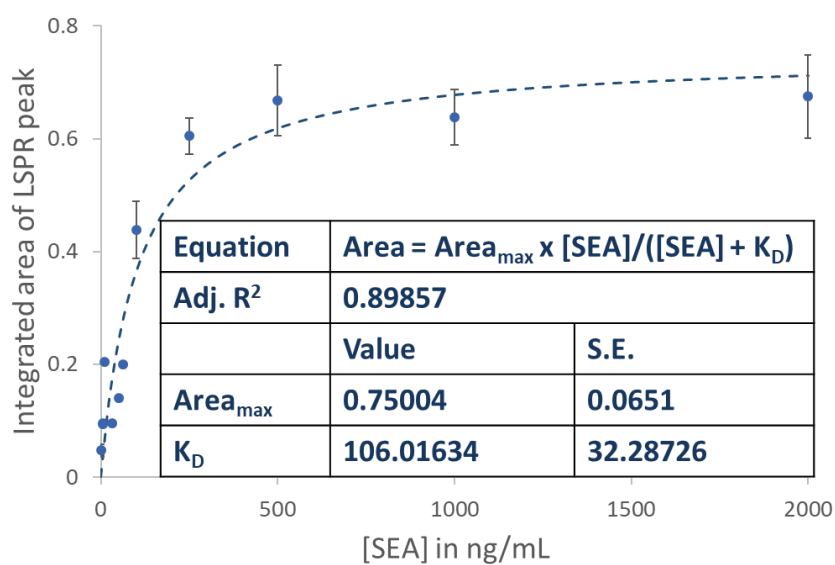 Integrated area of LSPR peak
0.8
0.6
0.4
0.2
0
Equation Area = Areamax x [SEA]/([SEA] + KD)
Adj. R² 0.89857
Value S.E.
Areamax 0.75004 0.0651
KD 106.01634 32.28726
0 500 1000 1500 2000
[SEA] in ng/mL